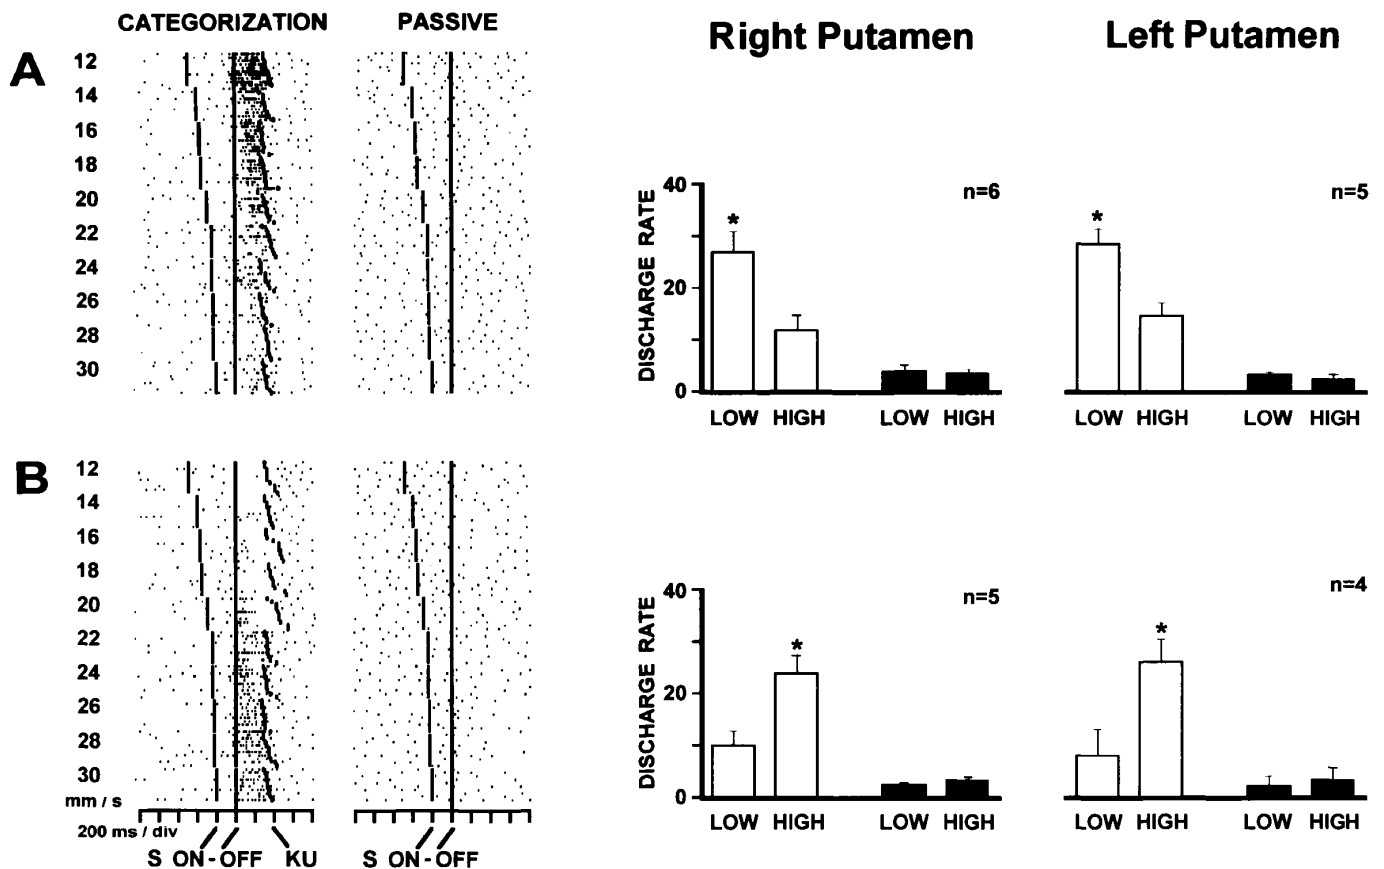 CATEGORIZATION PASSIVE
Right Putamen Left Putamen
A
12
14
16
18
20
22
24
26
28
30
DISCHARGE RATE
40
20
0
*
n=6
LOW HIGH LOW HIGH
*
n=5
LOW HIGH LOW HIGH
B
12
14
16
18
20
22
24
26
28
30
mm / s
200 ms / div
S ON-OFF KU
S ON-OFF
DISCHARGE RATE
40
20
0
*
n=5
LOW HIGH LOW HIGH
*
n=4
LOW HIGH LOW HIGH